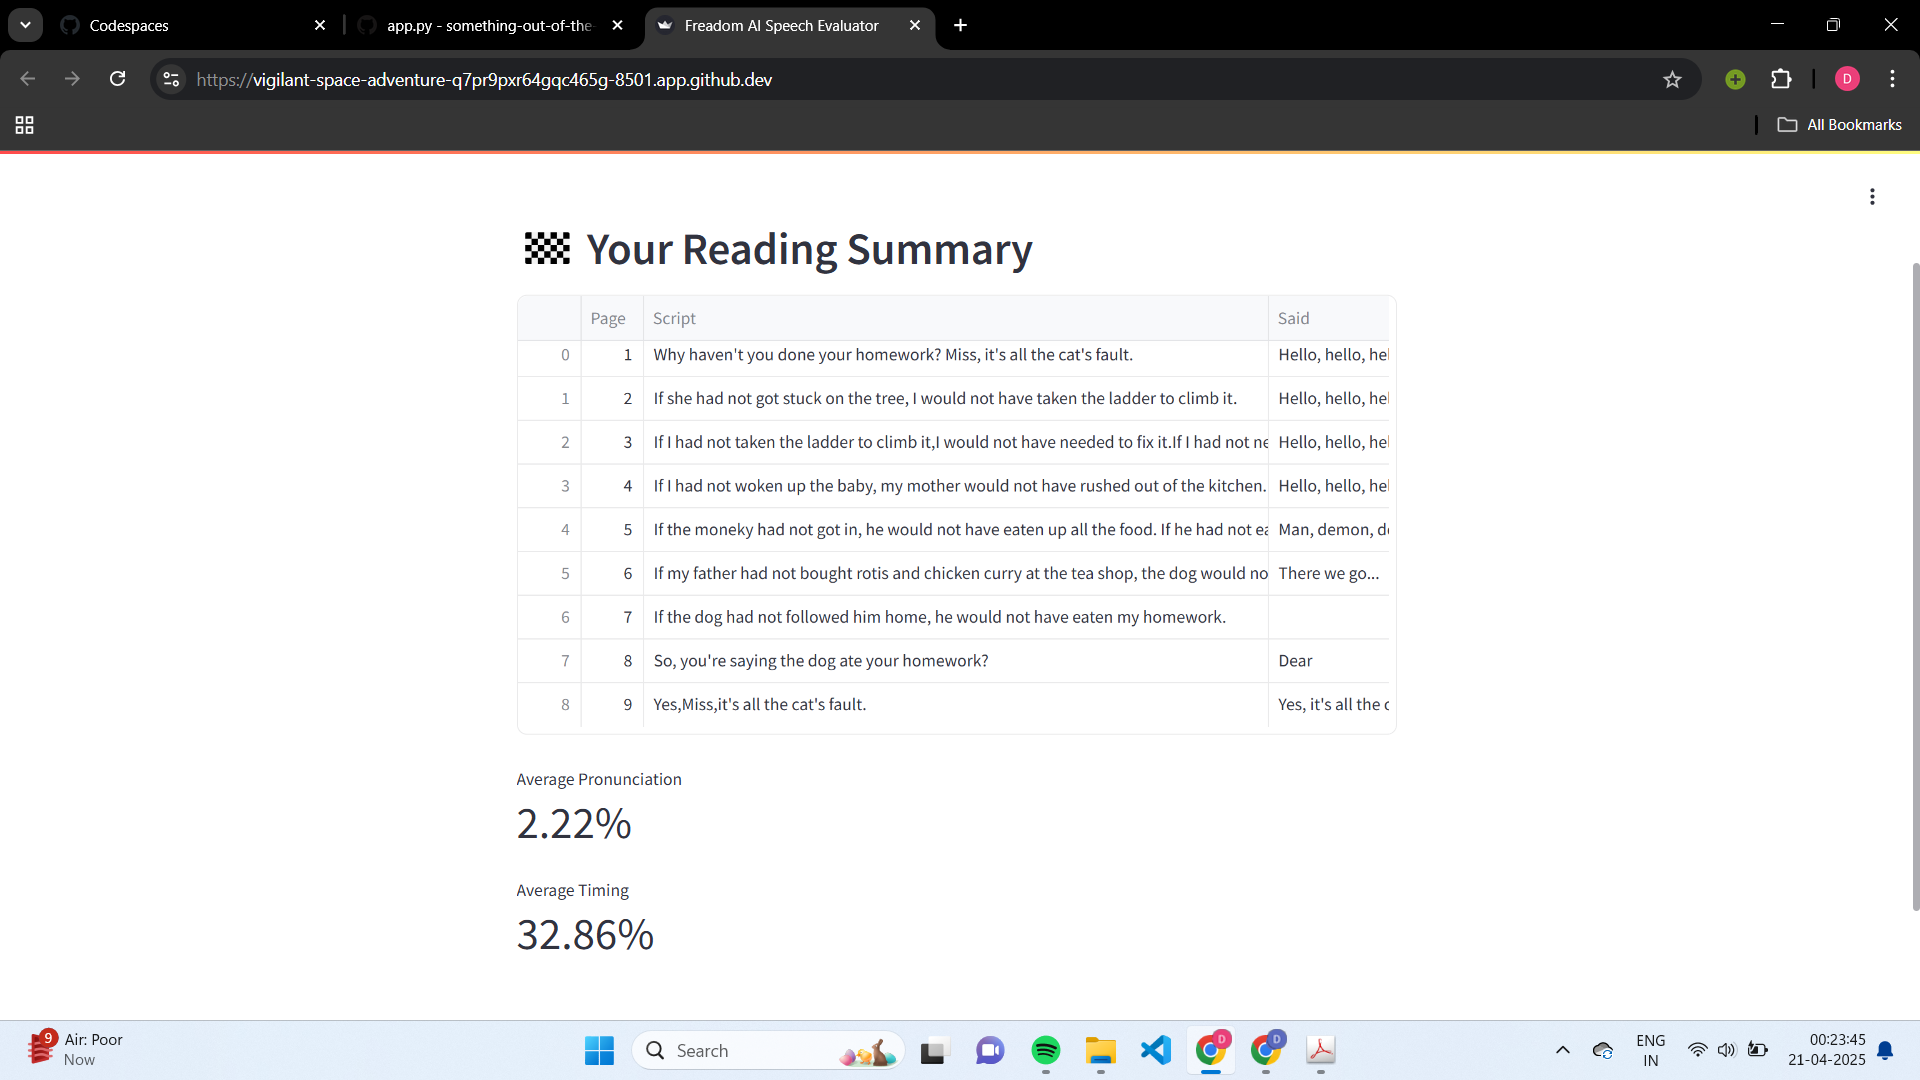 Codespaces
app.py - something-out-of-the-
Freadom AI Speech Evaluator
https://vigilant-space-adventure-q7pr9pxr64gqc465g-8501.app.github.dev
D
All Bookmarks
Your Reading Summary
Page Script Said
0 1 Why haven't you done your homework? Miss, it's all the cat's fault. Hello, hello, hel
1 2 If she had not got stuck on the tree, I would not have taken the ladder to climb it. Hello, hello, hel
2 3 If I had not taken the ladder to climb it,I would not have needed to fix it.If I had not ne Hello, hello, hel
3 4 If I had not woken up the baby, my mother would not have rushed out of the kitchen. Hello, hello, hel
4 5 If the moneky had not got in, he would not have eaten up all the food. If he had not ea Man, demon, de
5 6 If my father had not bought rotis and chicken curry at the tea shop, the dog would no There we go...
6 7 If the dog had not followed him home, he would not have eaten my homework.
7 8 So, you're saying the dog ate your homework? Dear
8 9 Yes,Miss,it's all the cat's fault. Yes, it's all the c
Average Pronunciation
2.22%
Average Timing
32.86%
9
Air: Poor
Now
Search
D
D
ENG
IN
00:23:45
21-04-2025